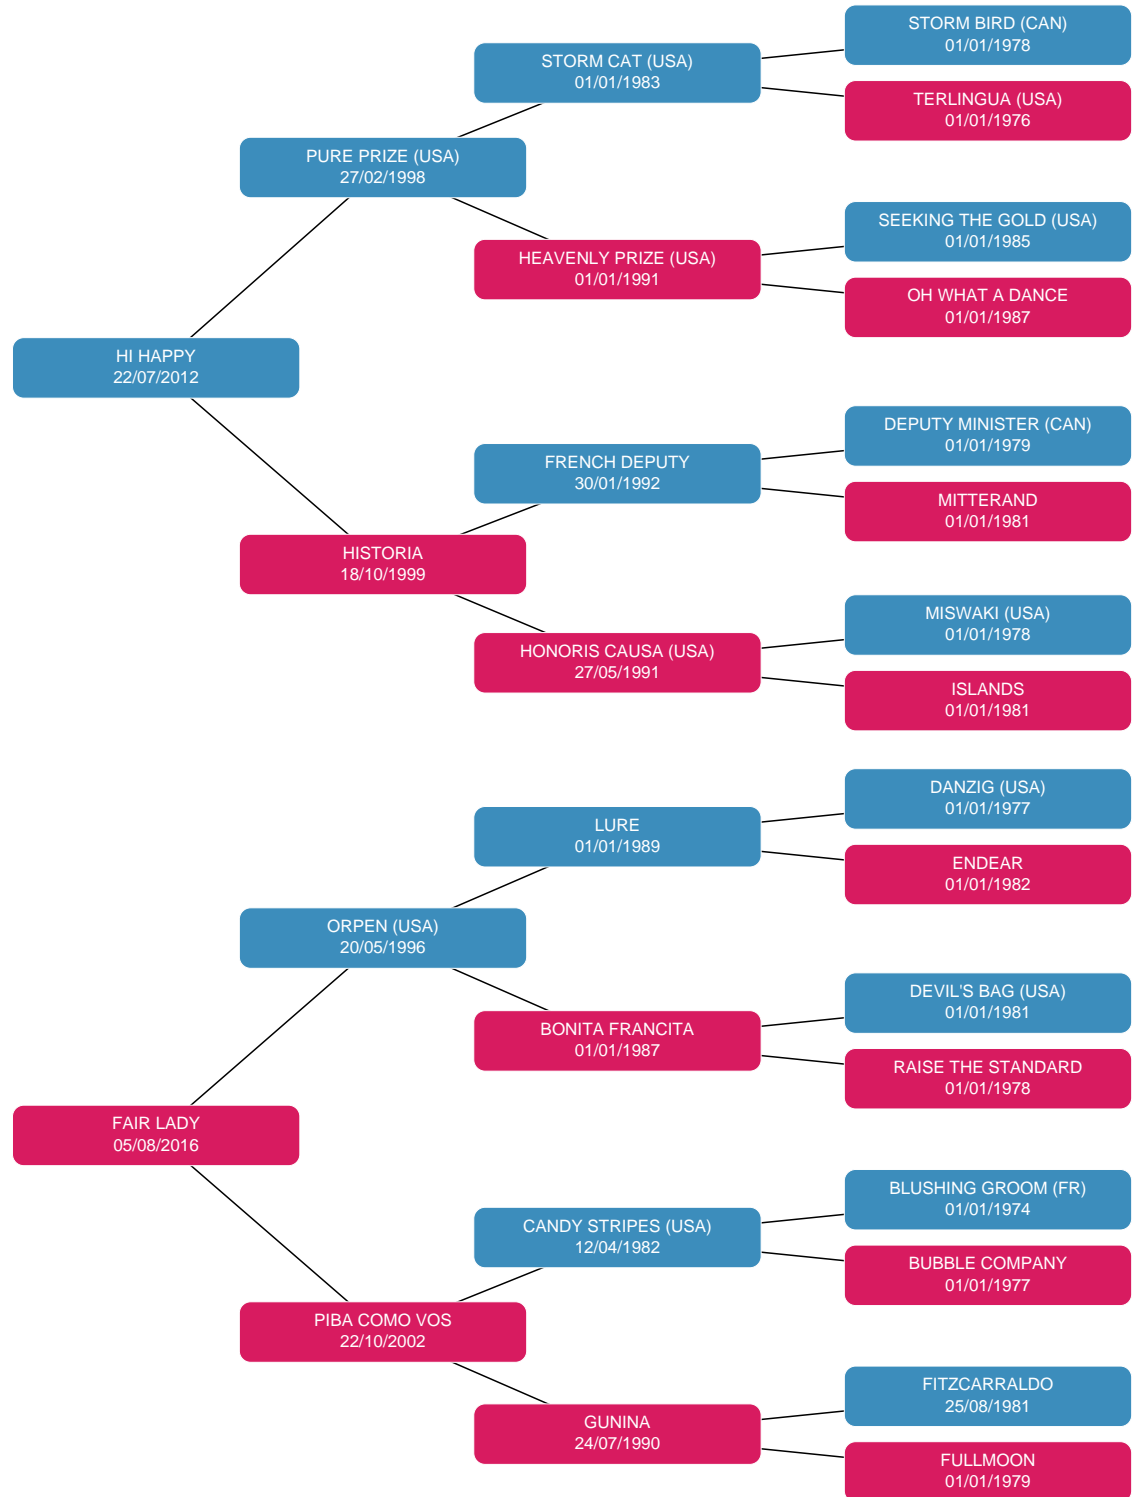 STORM BIRD (CAN)
01/01/1978
STORM CAT (USA)
01/01/1983
TERLINGUA (USA)
01/01/1976
PURE PRIZE (USA)
27/02/1998
SEEKING THE GOLD (USA)
01/01/1985
HEAVENLY PRIZE (USA)
01/01/1991
OH WHAT A DANCE
01/01/1987
HI HAPPY
22/07/2012
DEPUTY MINISTER (CAN)
01/01/1979
FRENCH DEPUTY
30/01/1992
MITTERAND
01/01/1981
HISTORIA
18/10/1999
MISWAKI (USA)
01/01/1978
HONORIS CAUSA (USA)
27/05/1991
ISLANDS
01/01/1981
DANZIG (USA)
01/01/1977
LURE
01/01/1989
ENDEAR
01/01/1982
ORPEN (USA)
20/05/1996
DEVIL'S BAG (USA)
01/01/1981
BONITA FRANCITA
01/01/1987
RAISE THE STANDARD
01/01/1978
FAIR LADY
05/08/2016
BLUSHING GROOM (FR)
01/01/1974
CANDY STRIPES (USA)
12/04/1982
BUBBLE COMPANY
01/01/1977
PIBA COMO VOS
22/10/2002
FITZCARRALDO
25/08/1981
GUNINA
24/07/1990
FULLMOON
01/01/1979